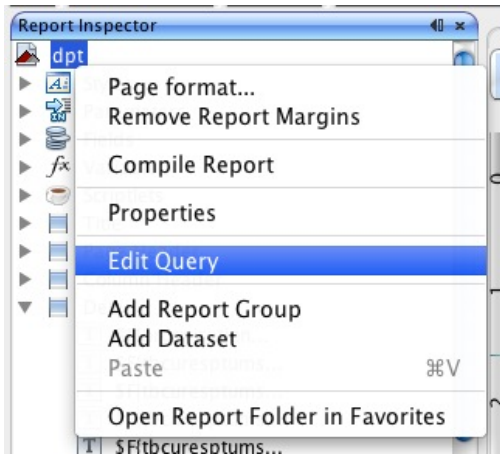 Report Inspector
dpt
Page format...
Remove Report Margins
Compile Report
Properties
Edit Query
Add Report Group
Add Dataset
Paste ⌘V
Open Report Folder in Favorites
$F{tbcuresptums...